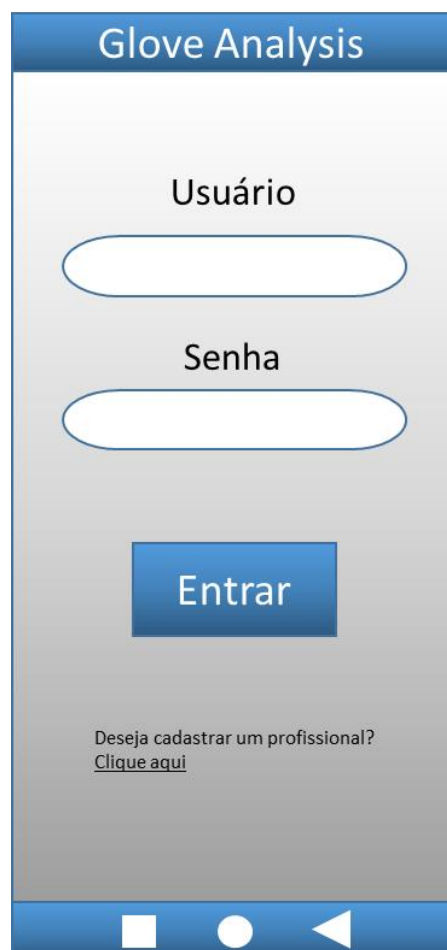 Glove Analysis
Usuário
Senha
Entrar
Deseja cadastrar um profissional?
Clique aqui